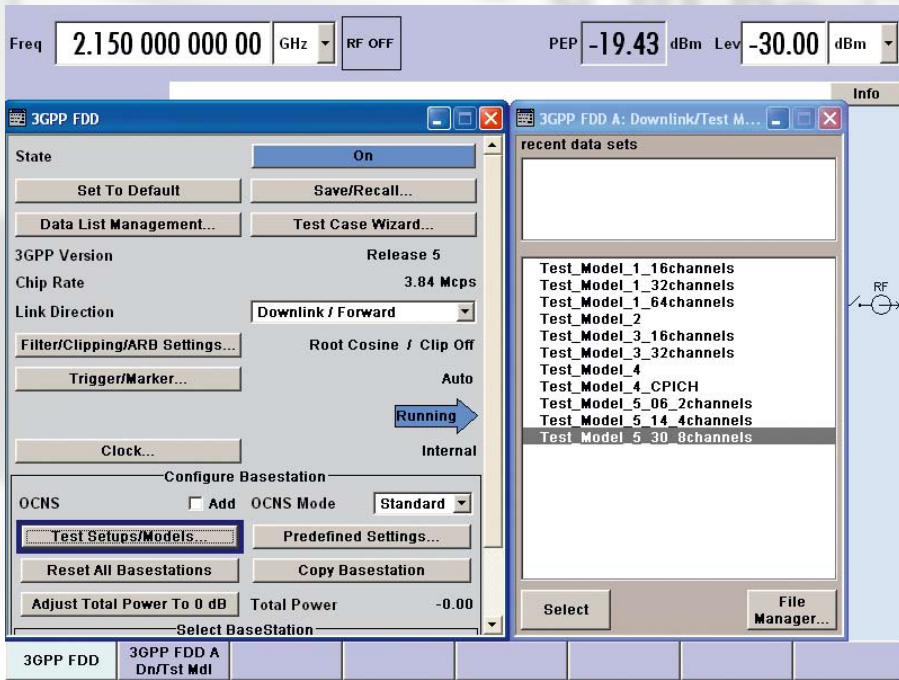 Freq 2.150 000 000 00 GHz RF OFF PEP -19.43 dBm Lev -30.00 dBm
Info
3GPP FDD
State On
Set To Default Save/Recall...
Data List Management... Test Case Wizard...
3GPP Version Release 5
Chip Rate 3.84 Mcps
Link Direction Downlink / Forward
Filter/Clipping/ARB Settings... Root Cosine / Clip Off
Trigger/Marker... Auto
Running
Clock... Internal
Configure Basestation
OCNS Add OCNS Mode Standard
Test Setups/Models... Predefined Settings...
Reset All Basestations Copy Basestation
Adjust Total Power To 0 dB Total Power -0.00
Select BaseStation
3GPP FDD A: Downlink/Test M...
recent data sets
Test_Model_1_16channels
Test_Model_1_32channels
Test_Model_1_64channels
Test_Model_2
Test_Model_3_16channels
Test_Model_3_32channels
Test_Model_4
Test_Model_4_CPICH
Test_Model_5_06_2channels
Test_Model_5_14_4channels
Test_Model_5_30_8channels
Select
File
Manager...
RF
3GPP FDD
3GPP FDD A
Dn/Tst Mdl